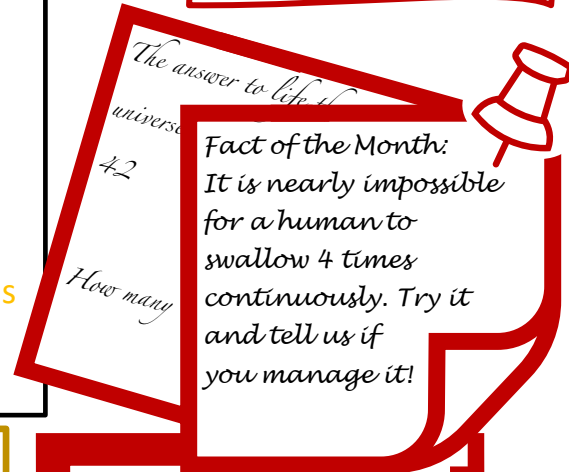 The answer to life
universe
42
How many
s
Fact of the Month:
It is nearly impossible
for a human to
swallow 4 times
continuously. Try it
and tell us if
you manage it!